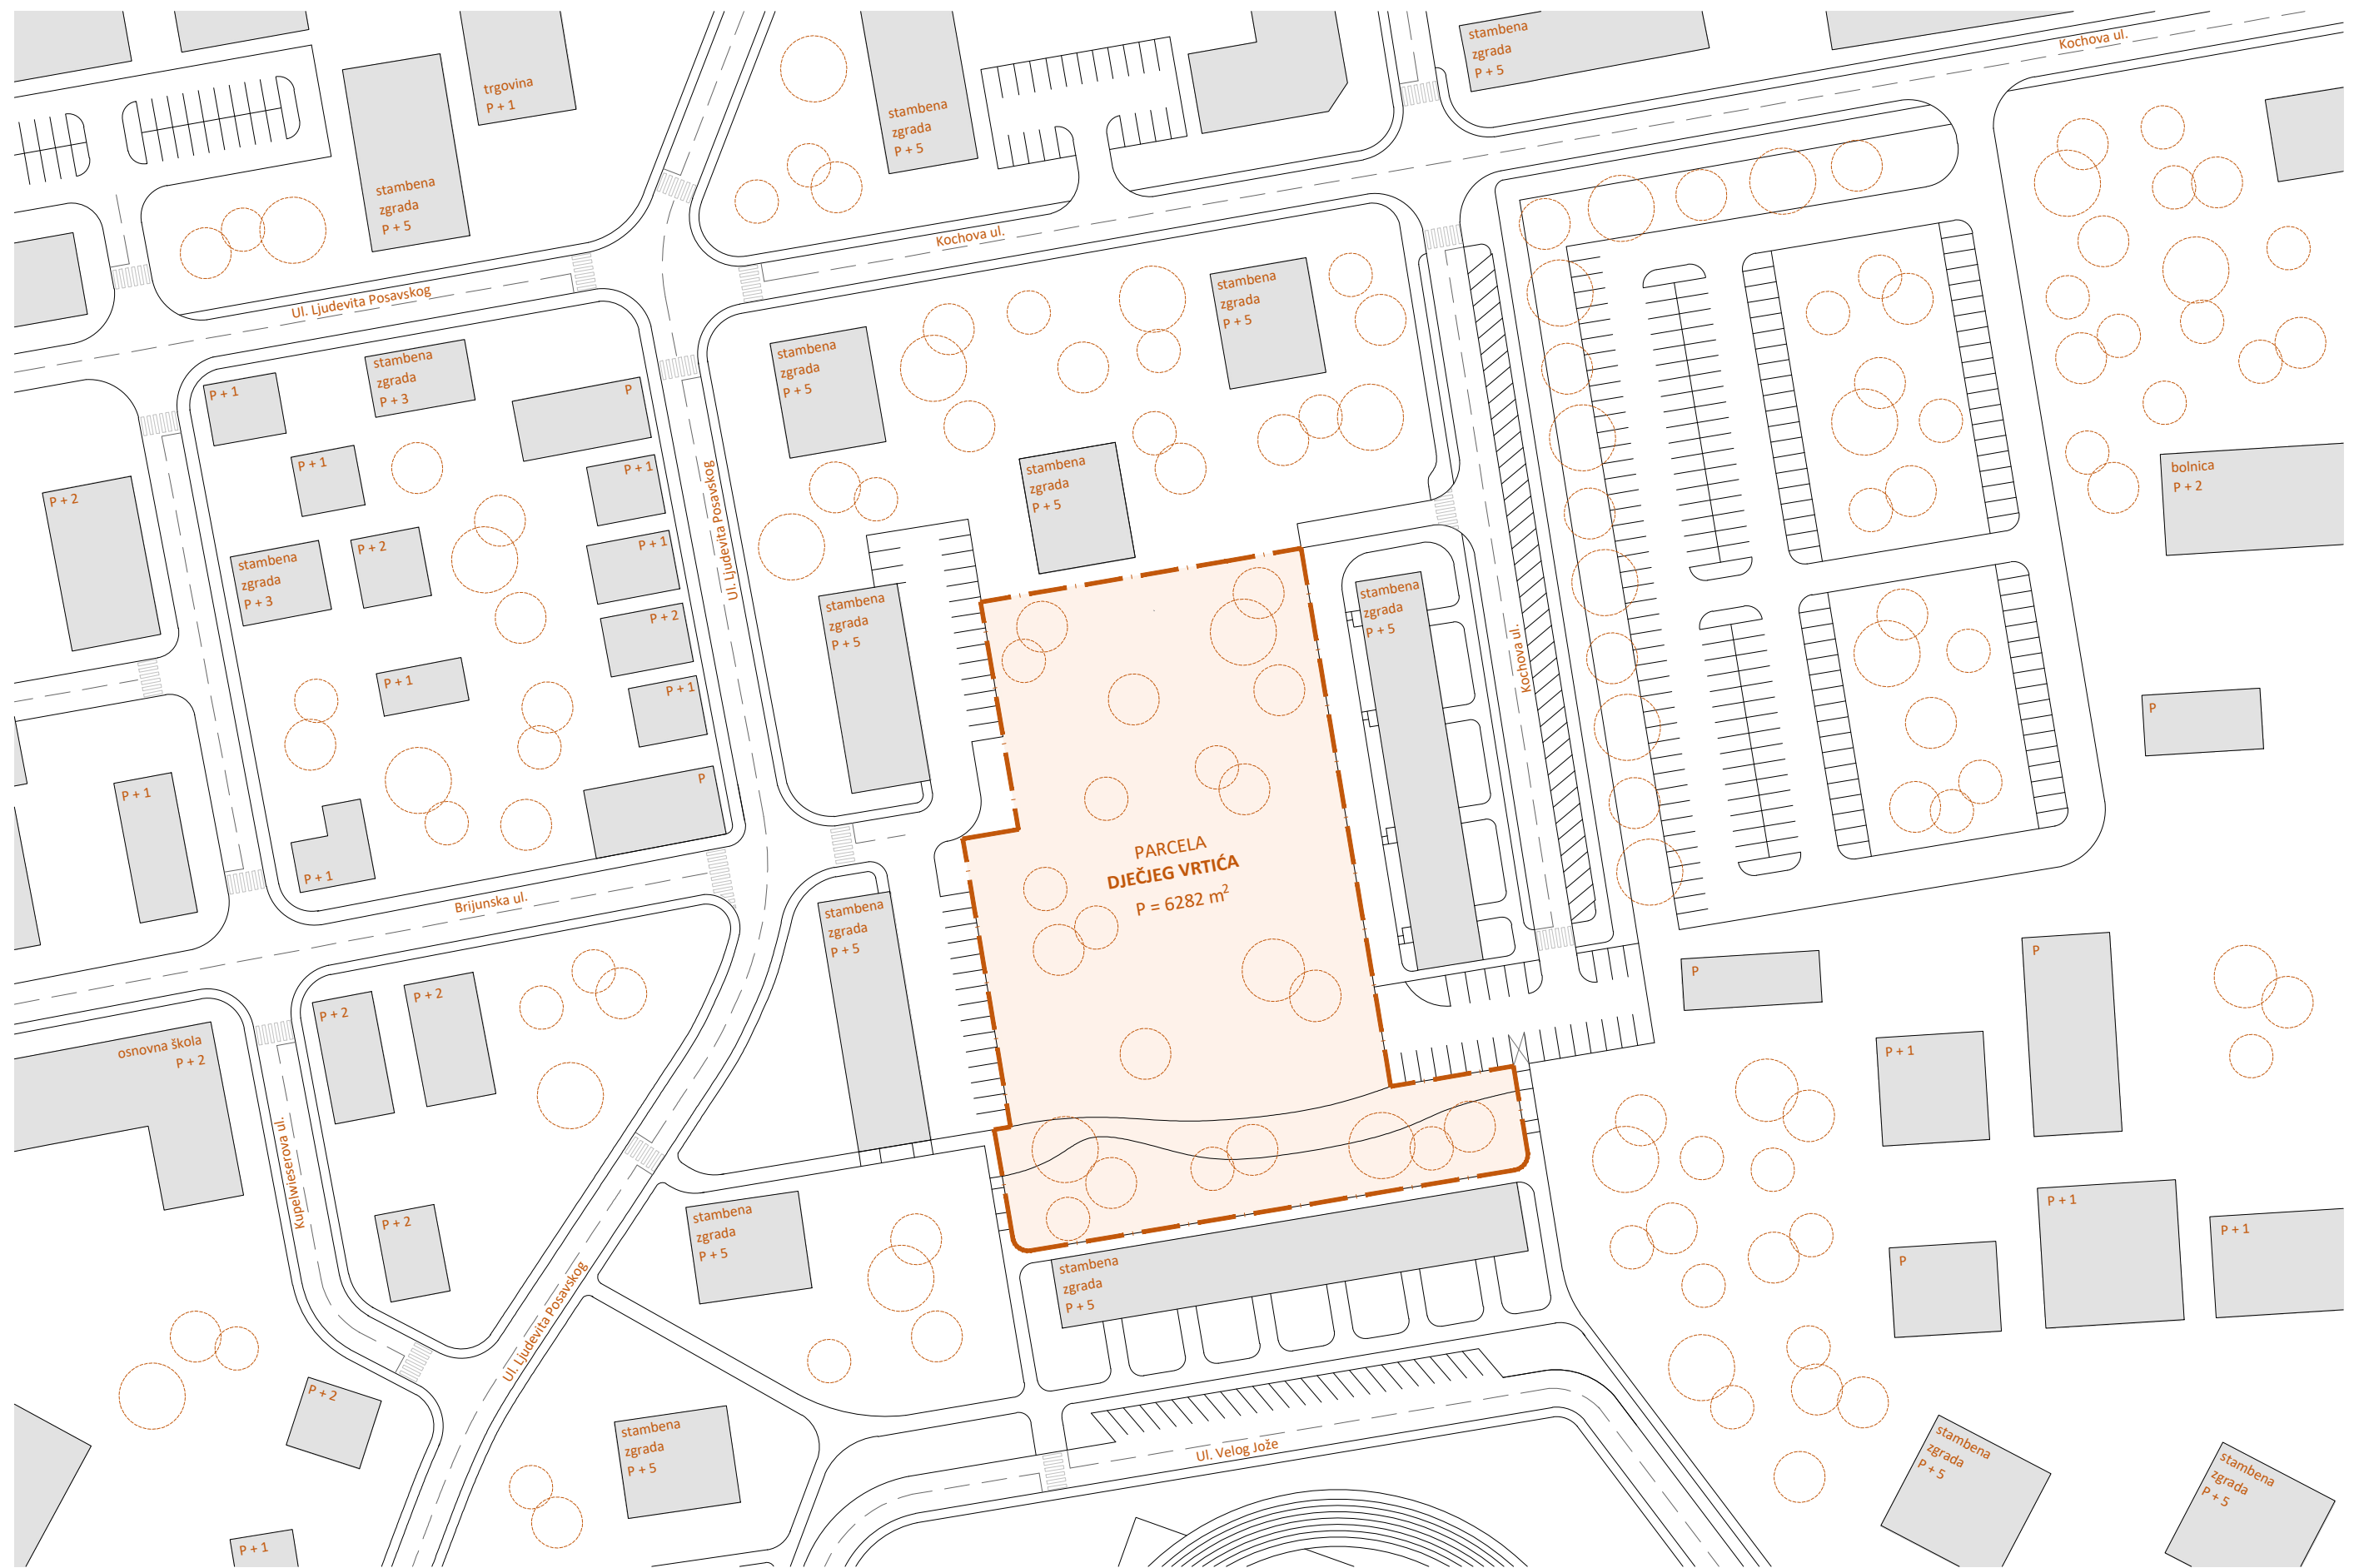 stambena
zgrada
P + 5
Kochova ul.
trgovina
P + 1
stambena
zgrada
P + 5
stambena
zgrada
P + 5
Kochova ul.
Ul. Ljudevita Posavskog
stambena
zgrada
P + 5
stambena
zgrada
P + 5
P + 1
stambena
zgrada
P + 3
P
P + 1
P + 1
P + 2
stambena
zgrada
P + 5
bolnica
P + 2
Ul. Ljudevita Posavskog
stambena
zgrada
P + 3
P + 2
P + 1
P + 2
P + 1
P + 1
stambena
zgrada
P + 5
stambena
zgrada
P + 5
Kochova ul.
P
P + 1
P
P + 1
Brijunska ul.
PARCELA
DJEČJEG VRTIĆA
P = 6282 m²
stambena
zgrada
P + 5
P
P
osnovna škola
P + 2
P + 2
P + 2
P + 1
Kupelwieserova ul.
P + 2
stambena
zgrada
P + 5
P + 1
P + 1
P
stambena
zgrada
P + 5
Ul. Ljudevita Posavskog
P + 2
stambena
zgrada
P + 5
Ul. Velog Jože
stambena
zgrada
P + 5
stambena
zgrada
P + 5
P + 1